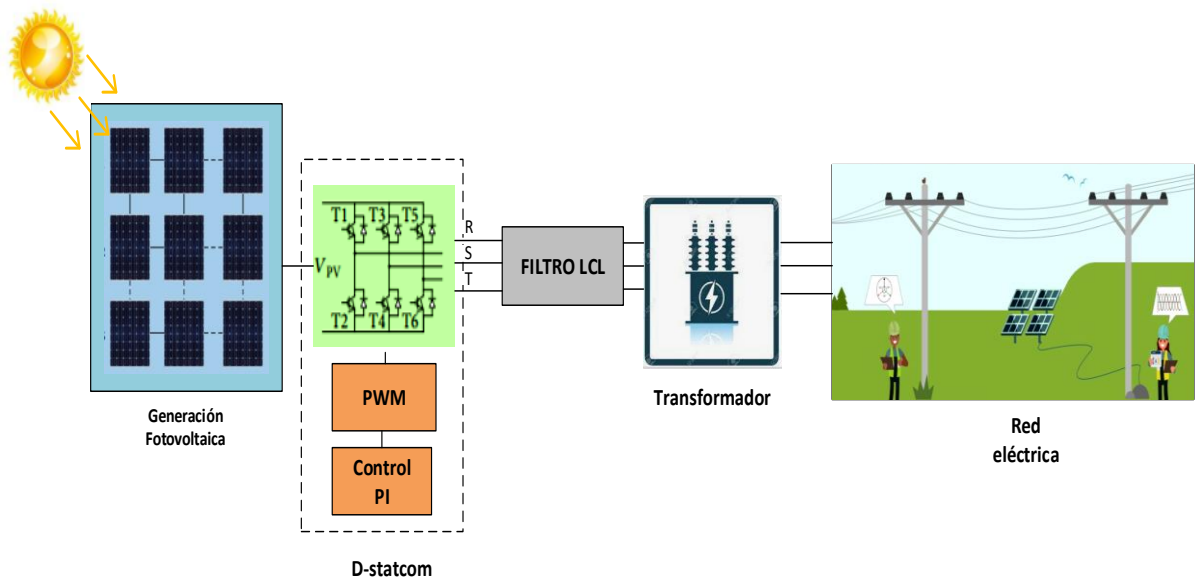 T1 T3 T5
V_PV
T2 T4 T6
R
S
T
PWM
Control
PI
FILTRO LCL
Generación
Fotovoltaica
D-statcom
Transformador
Red
eléctrica